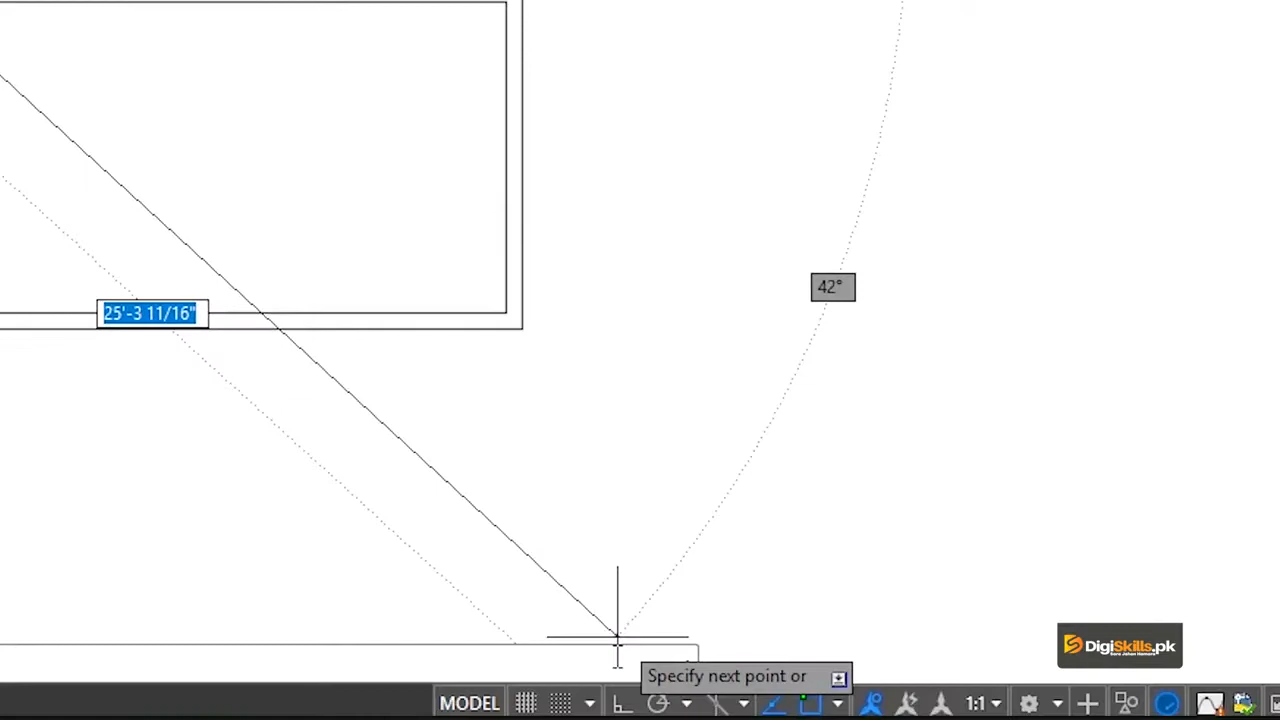 42°
25'-3 11/16"
DigiSkills.pk
Specify next point or
MODEL
1:1